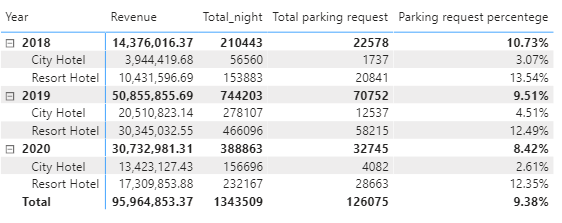 Year Revenue Total_night Total parking request Parking request percentege
2018 14,376,016.37 210443 22578 10.73%
City Hotel 3,944,419.68 56560 1737 3.07%
Resort Hotel 10,431,596.69 153883 20841 13.54%
2019 50,855,855.69 744203 70752 9.51%
City Hotel 20,510,823.14 278107 12537 4.51%
Resort Hotel 30,345,032.55 466096 58215 12.49%
2020 30,732,981.31 388863 32745 8.42%
City Hotel 13,423,127.43 156696 4082 2.61%
Resort Hotel 17,309,853.88 232167 28663 12.35%
Total 95,964,853.37 1343509 126075 9.38%